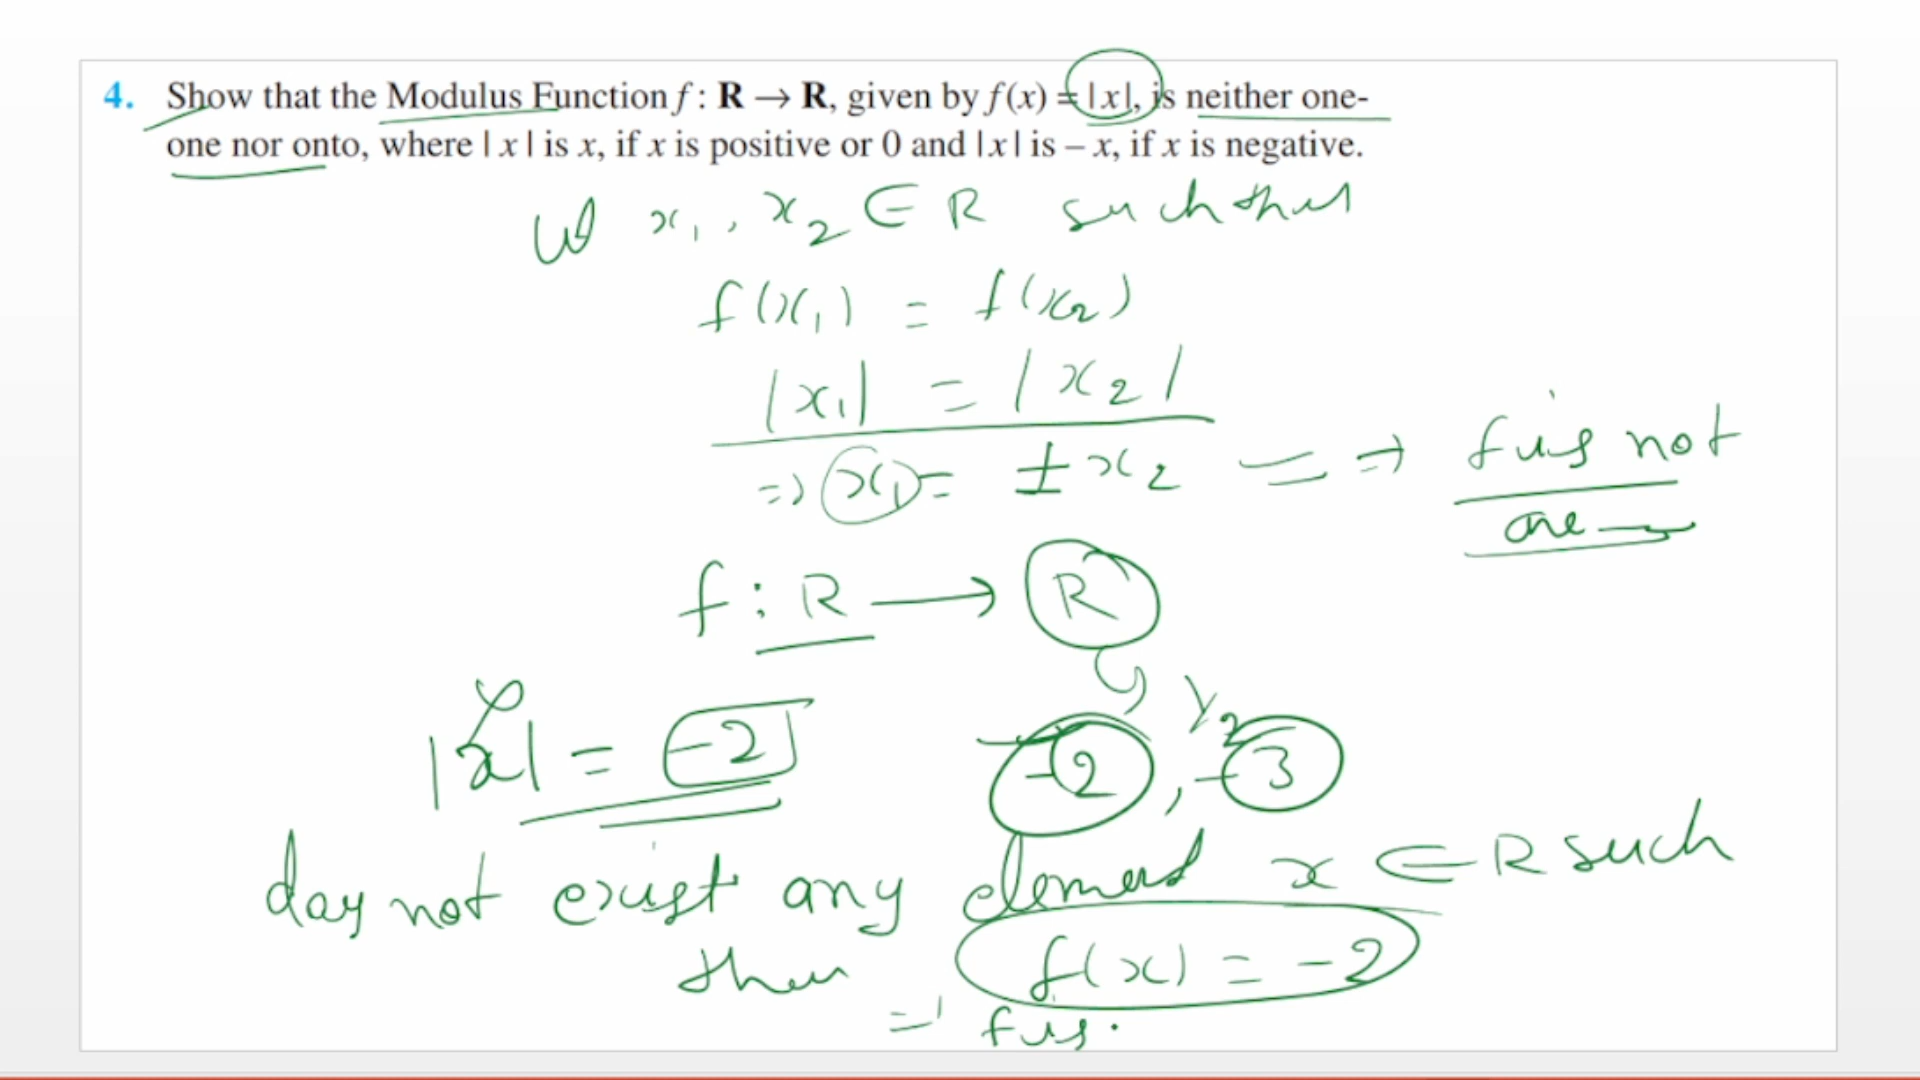 4. Show that the Modulus Function f : R → R, given by f(x) = |x|, is neither one-
one nor onto, where |x| is x, if x is positive or 0 and |x| is – x, if x is negative.
let x₁, x₂ ∈ R such that
f(x₁) = f(x₂)
|x₁| = |x₂|
⇒ x₁ = ± x₂ ⇒ f is not
one
f : R → R
|x| = -2
-2, -3
not exist any element x ∈ R such
that f(x) = -2
⇒ f is